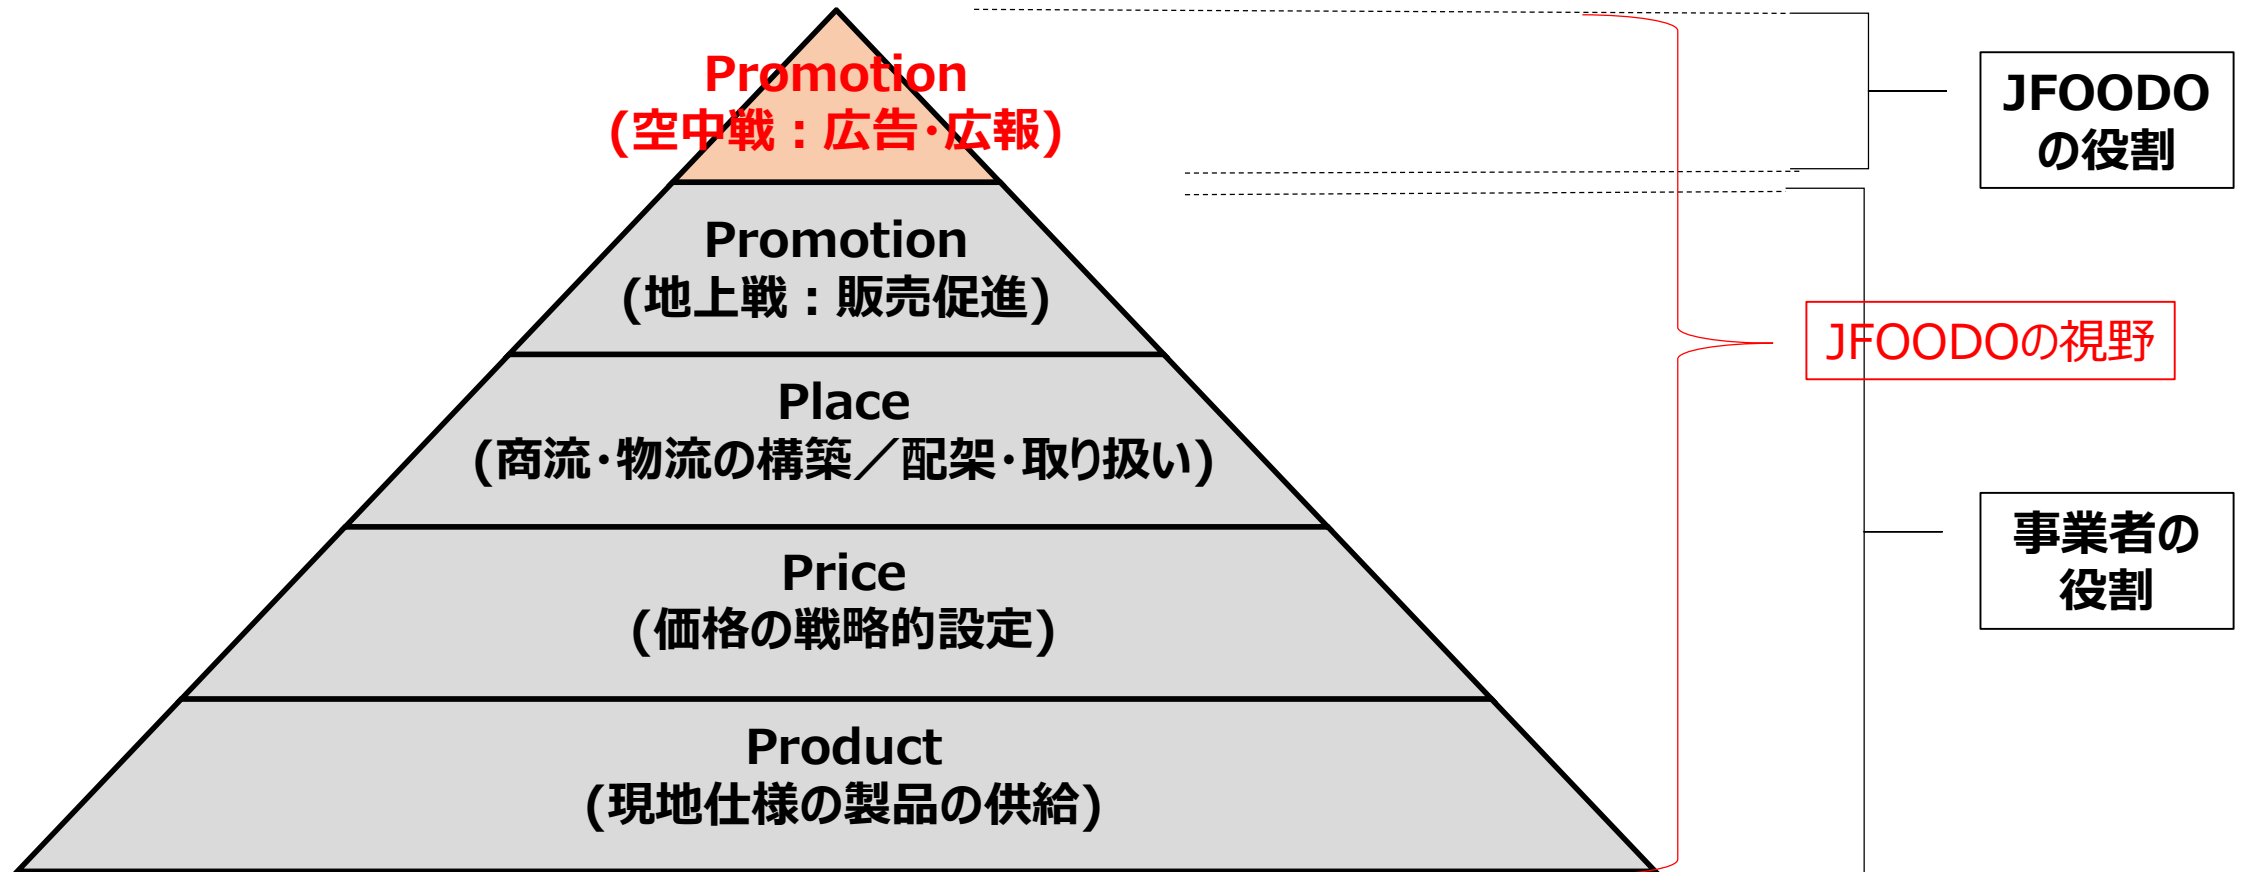 Promotion
(空中戦：広告･広報)
Promotion
(地上戦：販売促進)
Place
(商流･物流の構築／配架･取り扱い)
Price
(価格の戦略的設定)
Product
(現地仕様の製品の供給)
JFOODO
の役割
JFOODOの視野
事業者の
役割